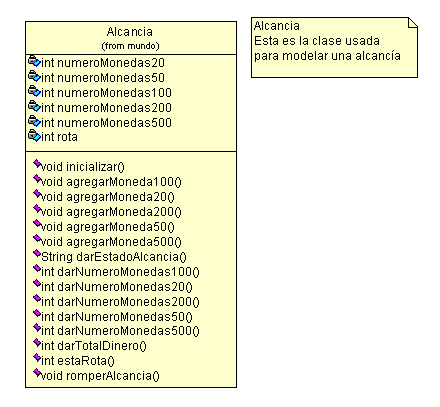 Alcancia
(from mundo)
int numeroMonedas20
int numeroMonedas50
int numeroMonedas100
int numeroMonedas200
int numeroMonedas500
int rota
void inicializar()
void agregarMoneda100()
void agregarMoneda20()
void agregarMoneda200()
void agregarMoneda50()
void agregarMoneda500()
String darEstadoAlcancia()
int darNumeroMonedas100()
int darNumeroMonedas20()
int darNumeroMonedas200()
int darNumeroMonedas50()
int darNumeroMonedas500()
int darTotalDinero()
int estaRota()
void romperAlcancia()
Alcancia
Esta es la clase usada
para modelar una alcancía